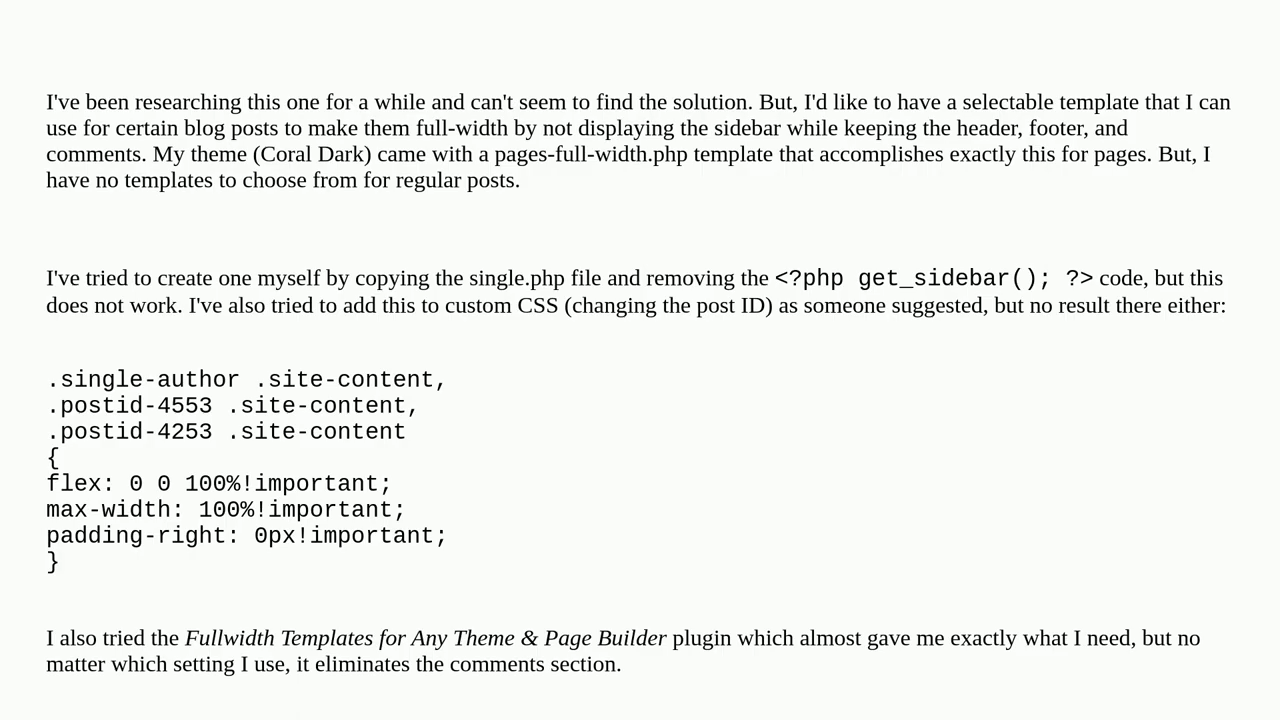 I've been researching this one for a while and can't seem to find the solution. But, I'd like to have a selectable template that I can
use for certain blog posts to make them full-width by not displaying the sidebar while keeping the header, footer, and
comments. My theme (Coral Dark) came with a pages-full-width.php template that accomplishes exactly this for pages. But, I
have no templates to choose from for regular posts.
I've tried to create one myself by copying the single.php file and removing the <?php get_sidebar(); ?> code, but this
does not work. I've also tried to add this to custom CSS (changing the post ID) as someone suggested, but no result there either:
.single-author .site-content,
.postid-4553 .site-content,
.postid-4253 .site-content
{
flex: 0 0 100%!important;
max-width: 100%!important;
padding-right: 0px!important;
}
I also tried the Fullwidth Templates for Any Theme & Page Builder plugin which almost gave me exactly what I need, but no
matter which setting I use, it eliminates the comments section.